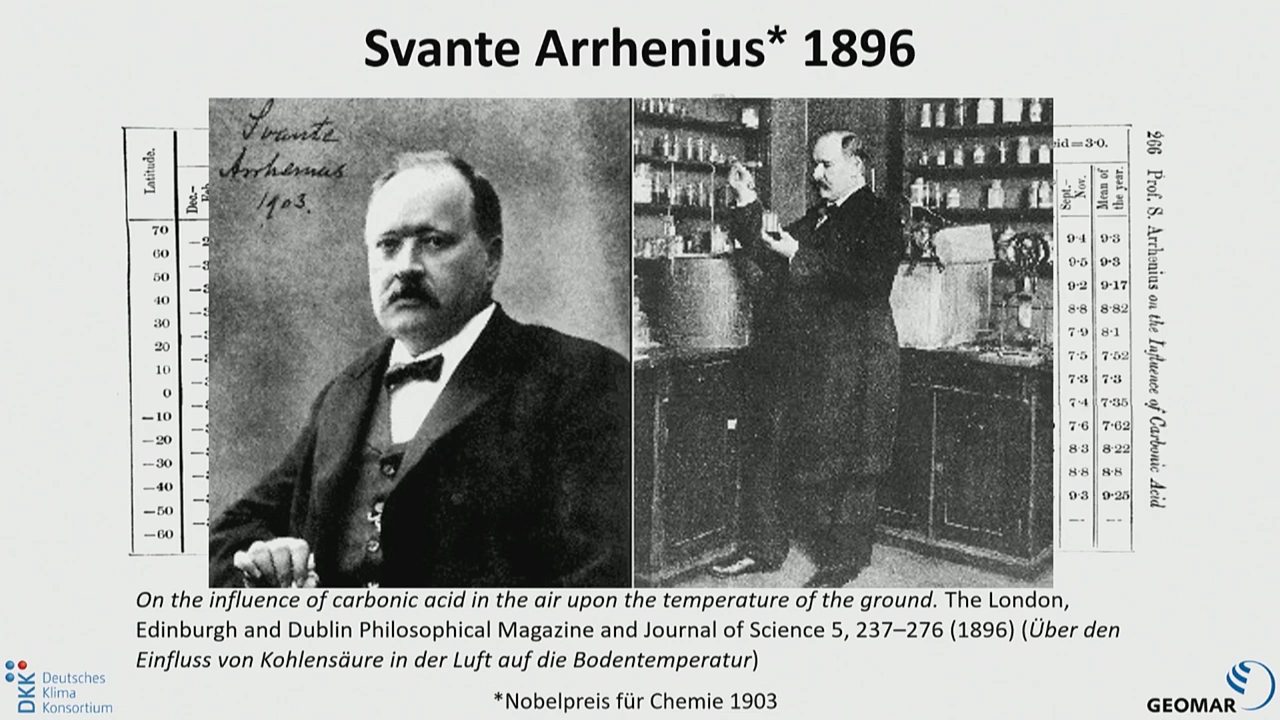 Svante Arrhenius* 1896
Svante
Arrhenius
1903.
Latitude.
Dec.–
70
60
50
40
30
20
10
0
—10
—20
—30
—40
—50
—60
id=3·0.
Sept.–
Nov.
Mean of
the year.
9·4 9·3
9·5 9·3
9·2 9·17
8·8 8·82
7·9 8·1
7·5 7·52
7·3 7·3
7·4 7·35
7·6 7·62
8·3 8·22
8·8 8·8
9·3 9·25
266 Prof. S. Arrhenius on the Influence of Carbonic Acid
On the influence of carbonic acid in the air upon the temperature of the ground. The London,
Edinburgh and Dublin Philosophical Magazine and Journal of Science 5, 237–276 (1896) (Über den
Einfluss von Kohlensäure in der Luft auf die Bodentemperatur)
*Nobelpreis für Chemie 1903
DKK
Deutsches
Klima
Konsortium
GEOMAR